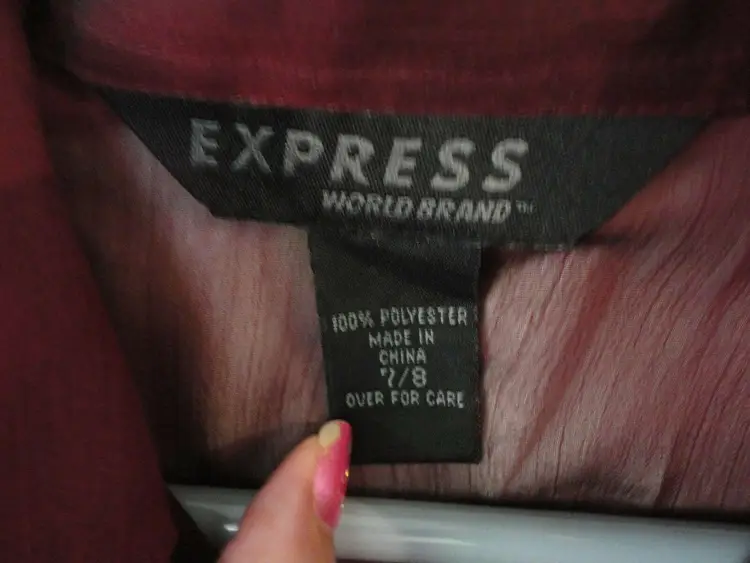 EXPRESS
WORLD BRAND™
100% POLYESTER
MADE IN
CHINA
7/8
OVER FOR CARE